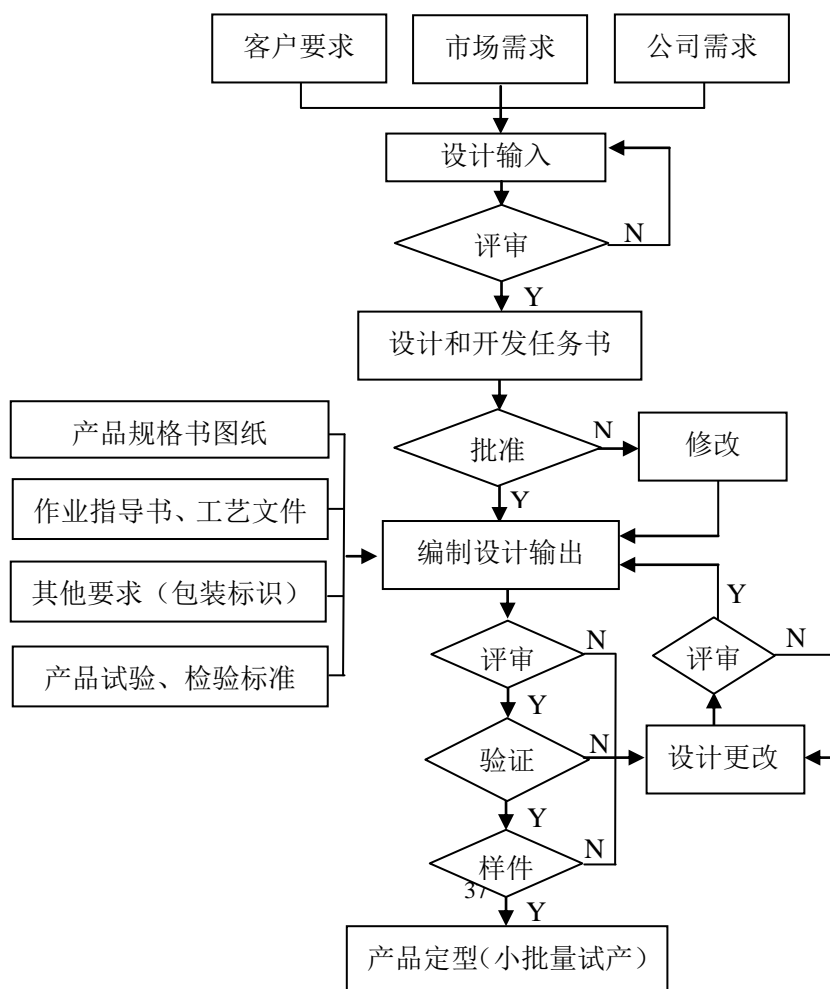 客户要求
市场需求
公司需求
设计输入
评审
N
Y
设计和开发任务书
产品规格书图纸
批准
N
修改
作业指导书、工艺文件
Y
编制设计输出
其他要求（包装标识）
Y
评审
N
评审
N
产品试验、检验标准
Y
验证
N
设计更改
Y
样件
N
37
Y
产品定型(小批量试产）